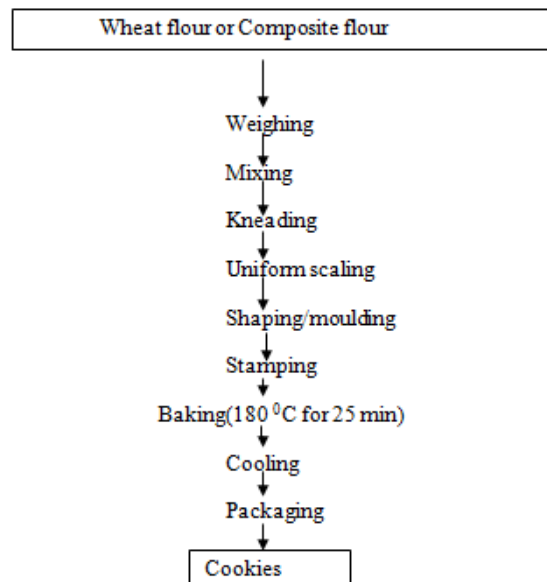 Wheat flour or Composite flour
Weighing
Mixing
Kneading
Uniform scaling
Shaping/moulding
Stamping
Baking(180 ⁰C for 25 min)
Cooling
Packaging
Cookies